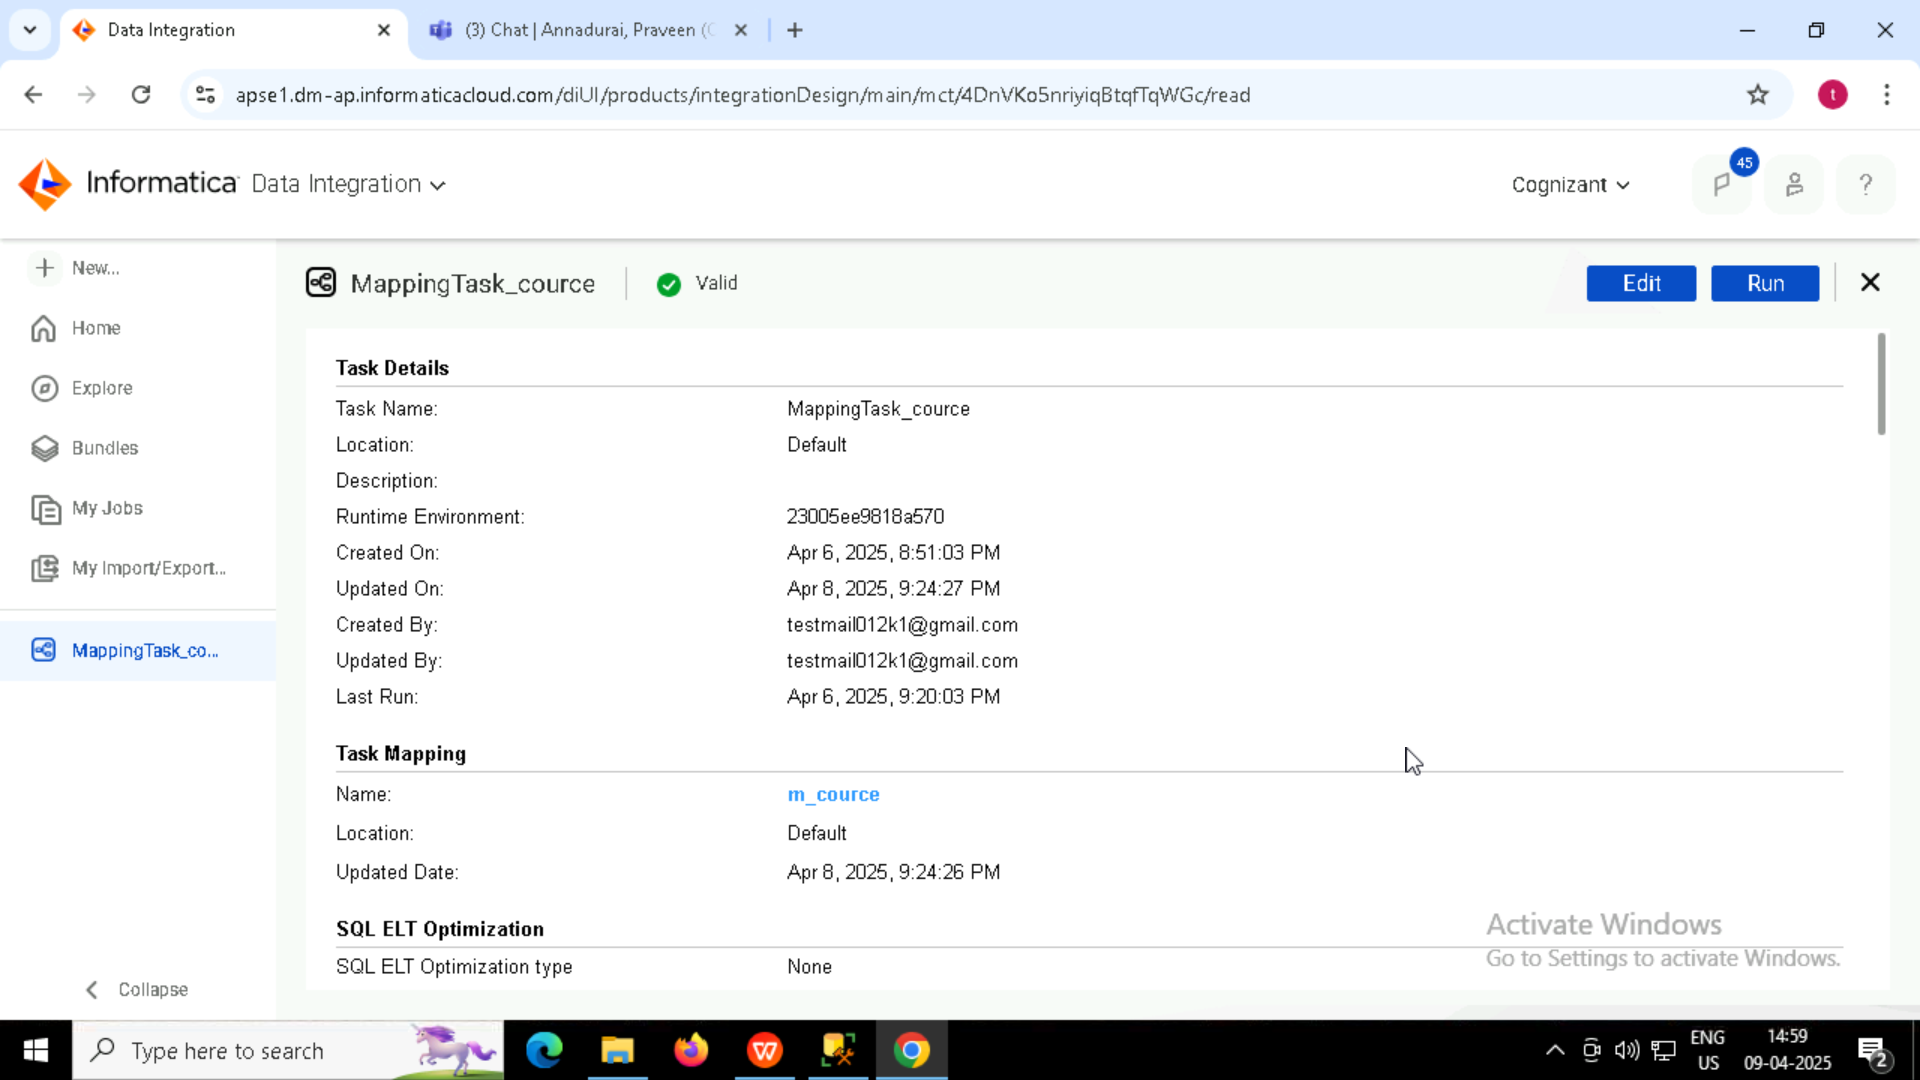 Data Integration
(3) Chat | Annadurai, Praveen (C
apse1.dm-ap.informaticacloud.com/diUI/products/integrationDesign/main/mct/4DnVKo5nriyiqBtqfTqWGc/read
t
Informatica Data Integration
Cognizant
45
?
New...
Home
Explore
Bundles
My Jobs
My Import/Export...
MappingTask_co...
Collapse
MappingTask_cource
Valid
Edit
Run
Task Details
Task Name: MappingTask_cource
Location: Default
Description:
Runtime Environment: 23005ee9818a570
Created On: Apr 6, 2025, 8:51:03 PM
Updated On: Apr 8, 2025, 9:24:27 PM
Created By: testmail012k1@gmail.com
Updated By: testmail012k1@gmail.com
Last Run: Apr 6, 2025, 9:20:03 PM
Task Mapping
Name: m_cource
Location: Default
Updated Date: Apr 8, 2025, 9:24:26 PM
SQL ELT Optimization
SQL ELT Optimization type None
Activate Windows
Go to Settings to activate Windows.
Type here to search
W
ENG
US
14:59
09-04-2025
2